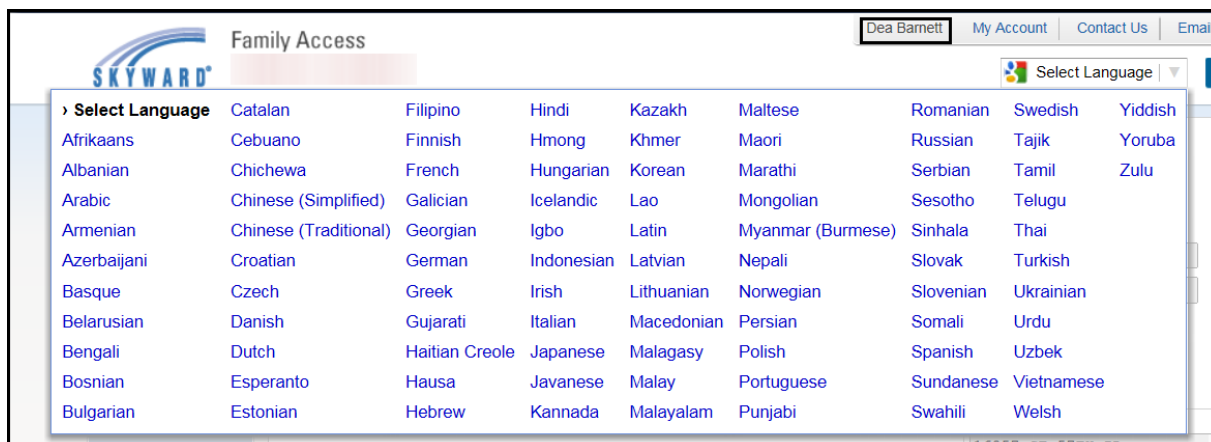 Dea Barnett My Account Contact Us Email
Family Access
SKYWARD®
Select Language
› Select Language Catalan Filipino Hindi Kazakh Maltese Romanian Swedish Yiddish
Afrikaans Cebuano Finnish Hmong Khmer Maori Russian Tajik Yoruba
Albanian Chichewa French Hungarian Korean Marathi Serbian Tamil Zulu
Arabic Chinese (Simplified) Galician Icelandic Lao Mongolian Sesotho Telugu
Armenian Chinese (Traditional) Georgian Igbo Latin Myanmar (Burmese) Sinhala Thai
Azerbaijani Croatian German Indonesian Latvian Nepali Slovak Turkish
Basque Czech Greek Irish Lithuanian Norwegian Slovenian Ukrainian
Belarusian Danish Gujarati Italian Macedonian Persian Somali Urdu
Bengali Dutch Haitian Creole Japanese Malagasy Polish Spanish Uzbek
Bosnian Esperanto Hausa Javanese Malay Portuguese Sundanese Vietnamese
Bulgarian Estonian Hebrew Kannada Malayalam Punjabi Swahili Welsh